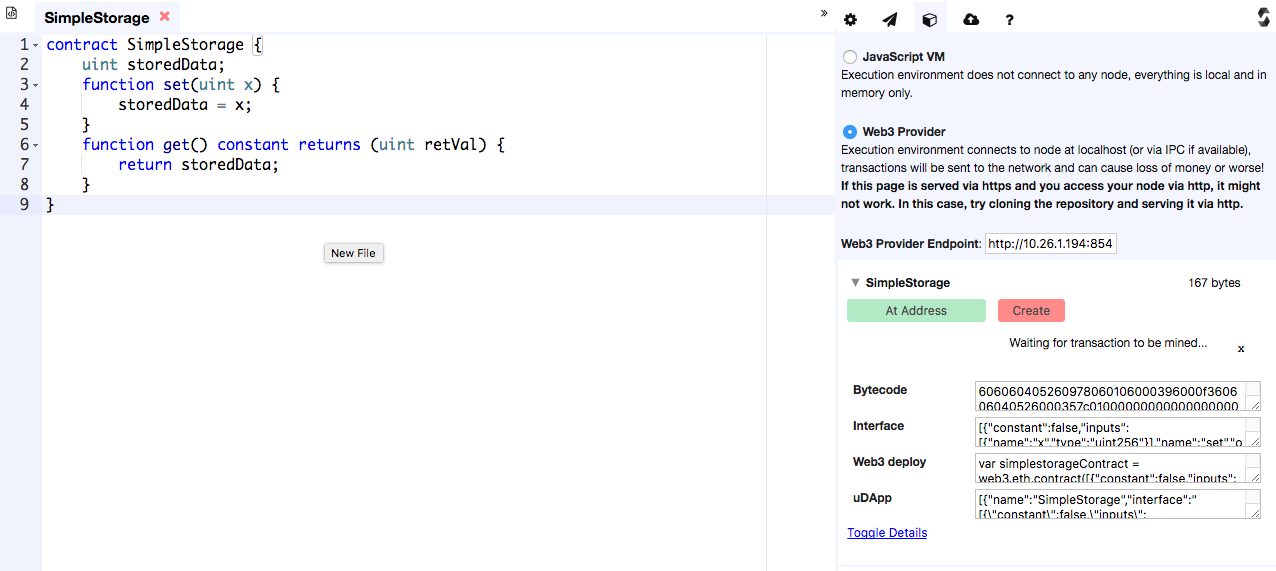 SimpleStorage
1 contract SimpleStorage {
2 uint storedData;
3 function set(uint x) {
4 storedData = x;
5 }
6 function get() constant returns (uint retVal) {
7 return storedData;
8 }
9 }
New File
JavaScript VM
Execution environment does not connect to any node, everything is local and in
memory only.
Web3 Provider
Execution environment connects to node at localhost (or via IPC if available),
transactions will be sent to the network and can cause loss of money or worse!
If this page is served via https and you access your node via http, it might
not work. In this case, try cloning the repository and serving it via http.
Web3 Provider Endpoint: http://10.26.1.194:854
SimpleStorage 167 bytes
At Address Create
Waiting for transaction to be mined... x
Bytecode
6060604052609780601060003960 00f3606
06040526000357c0100000000000000000
Interface
[{"constant":false,"inputs":
[{"name":"x","type":"uint256"}],"name":"set","o
Web3 deploy
var simplestorageContract =
web3.eth.contract([{"constant":false,"inputs":
uDApp
[{"name":"SimpleStorage","interface":"
[{\"constant\":false,\"inputs\":
Toggle Details